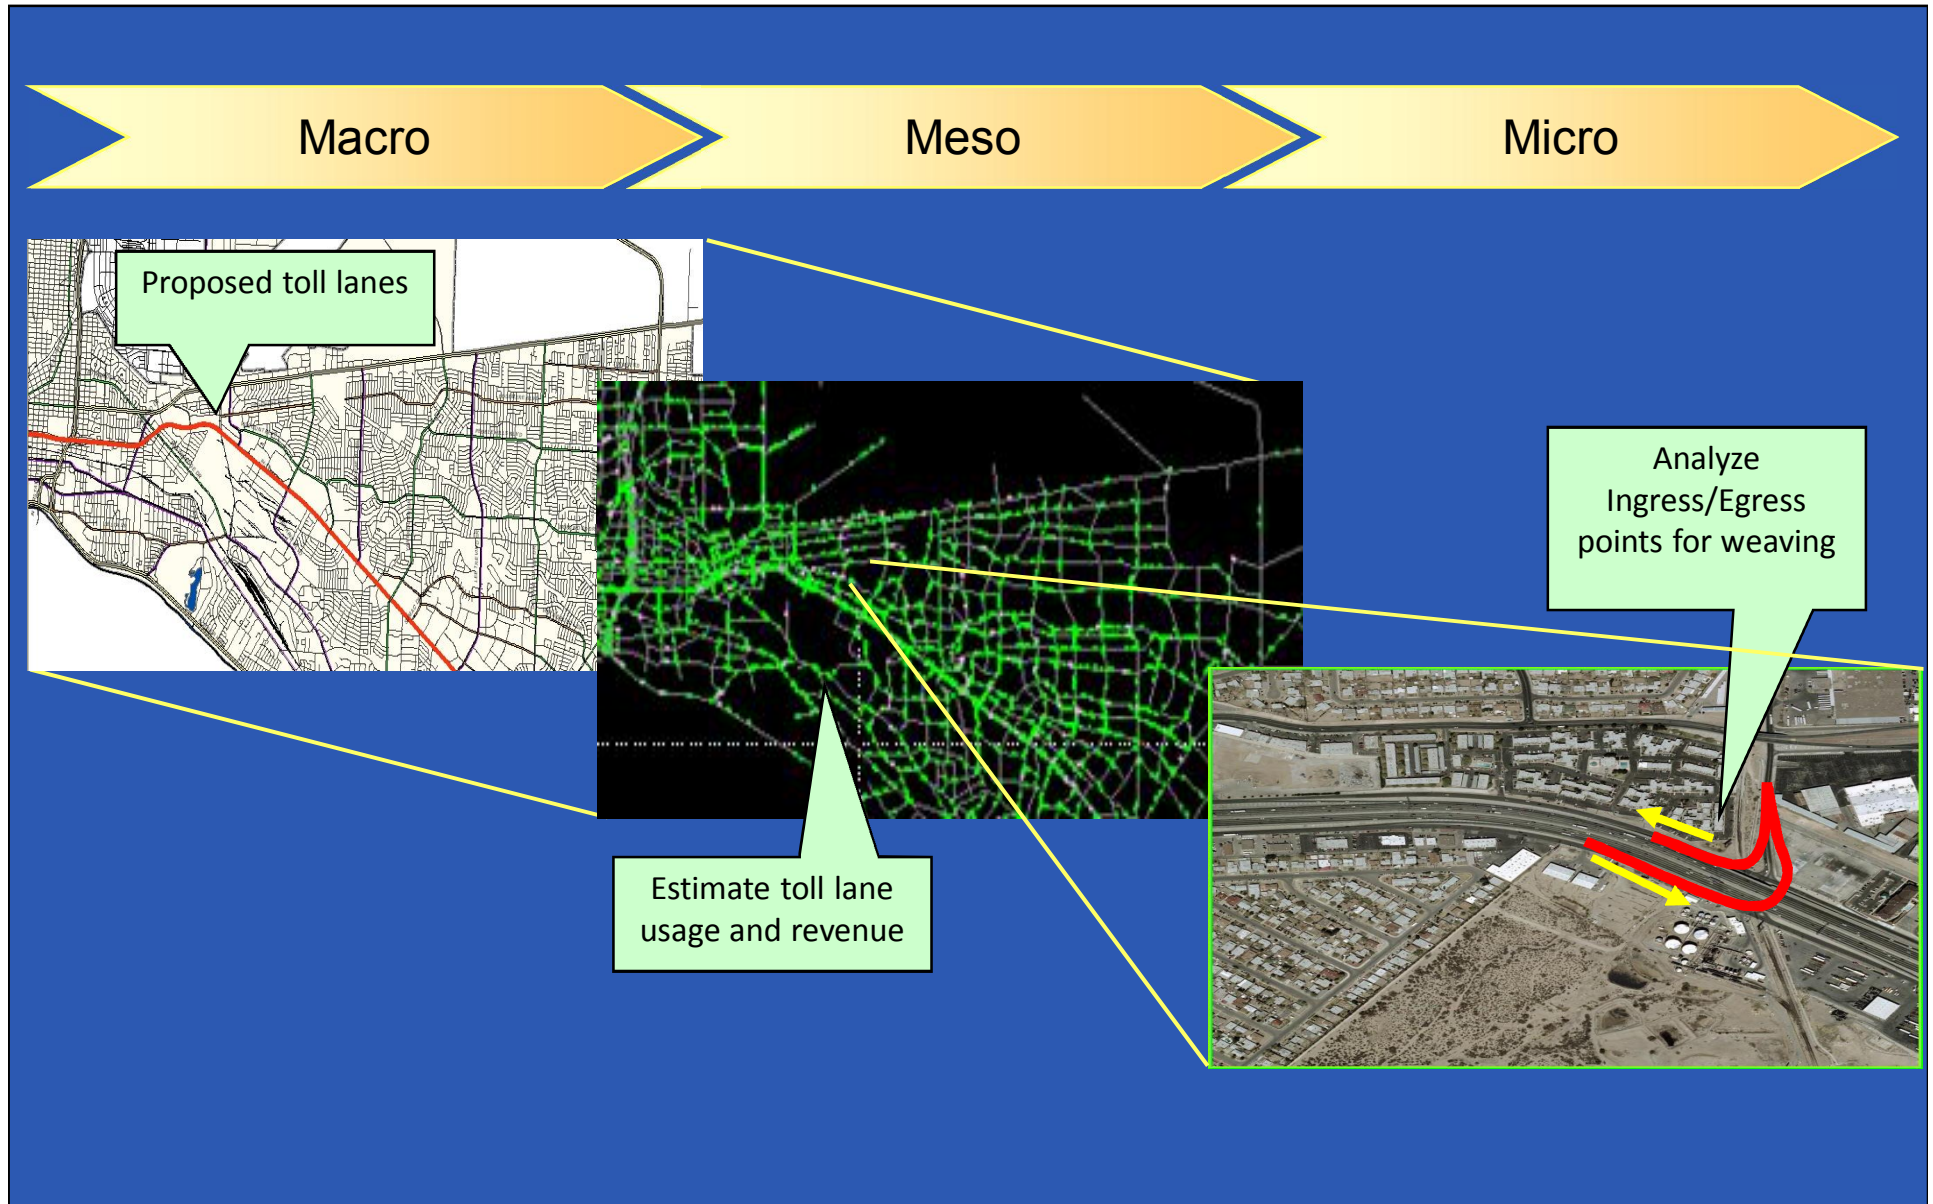 Macro
Meso
Micro
Proposed toll lanes
Analyze
Ingress/Egress
points for weaving
Estimate toll lane
usage and revenue